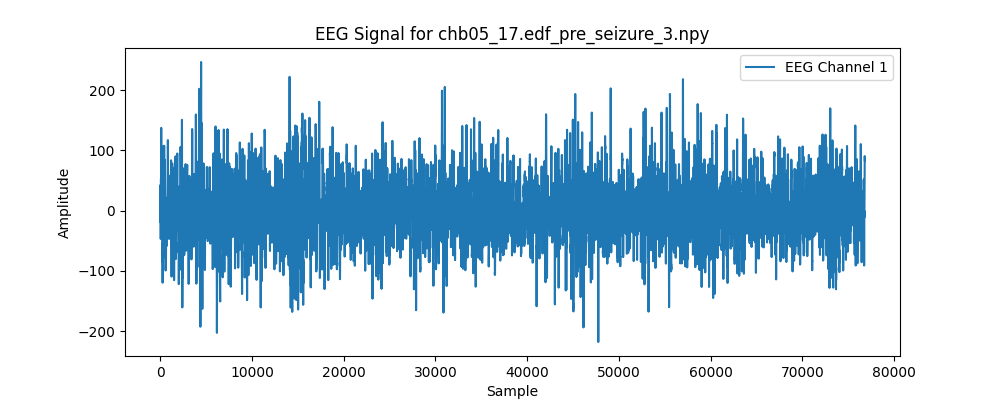 EEG Signal for chb05_17.edf_pre_seizure_3.npy
EEG Channel 1
Amplitude
200
100
0
−100
−200
0 10000 20000 30000 40000 50000 60000 70000 80000
Sample